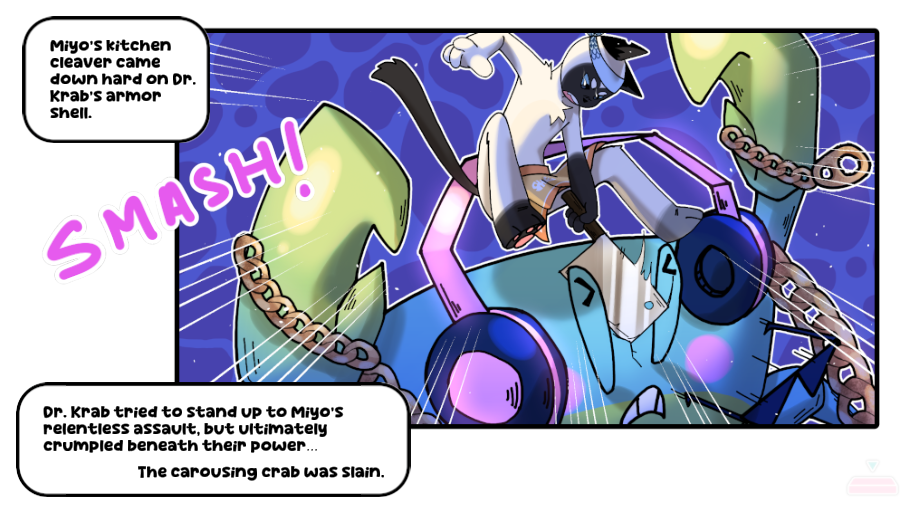 Miyo's kitchen
cleaver came
down hard on Dr.
Krab's armor
shell.
SMASH!
Dr. Krab tried to stand up to Miyo's
relentless assault, but ultimately
crumpled beneath their power...
The carousing crab was slain.